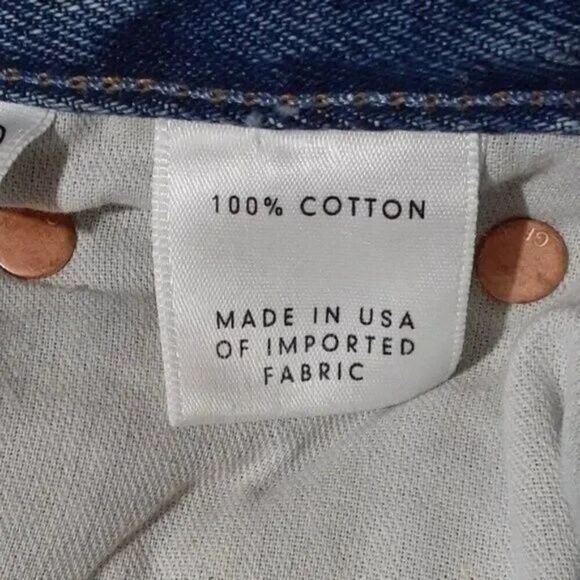 100% COTTON
MADE IN USA
OF IMPORTED
FABRIC